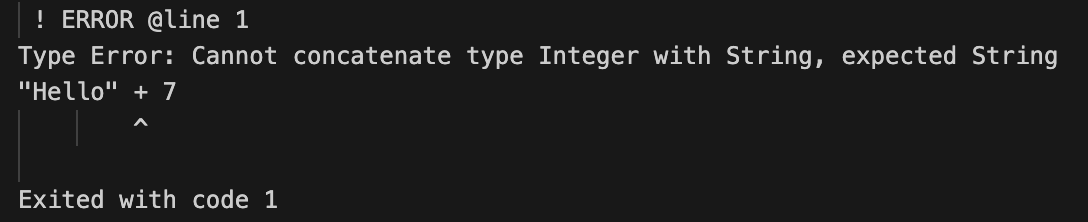 ! ERROR @line 1
Type Error: Cannot concatenate type Integer with String, expected String
"Hello" + 7
^
Exited with code 1